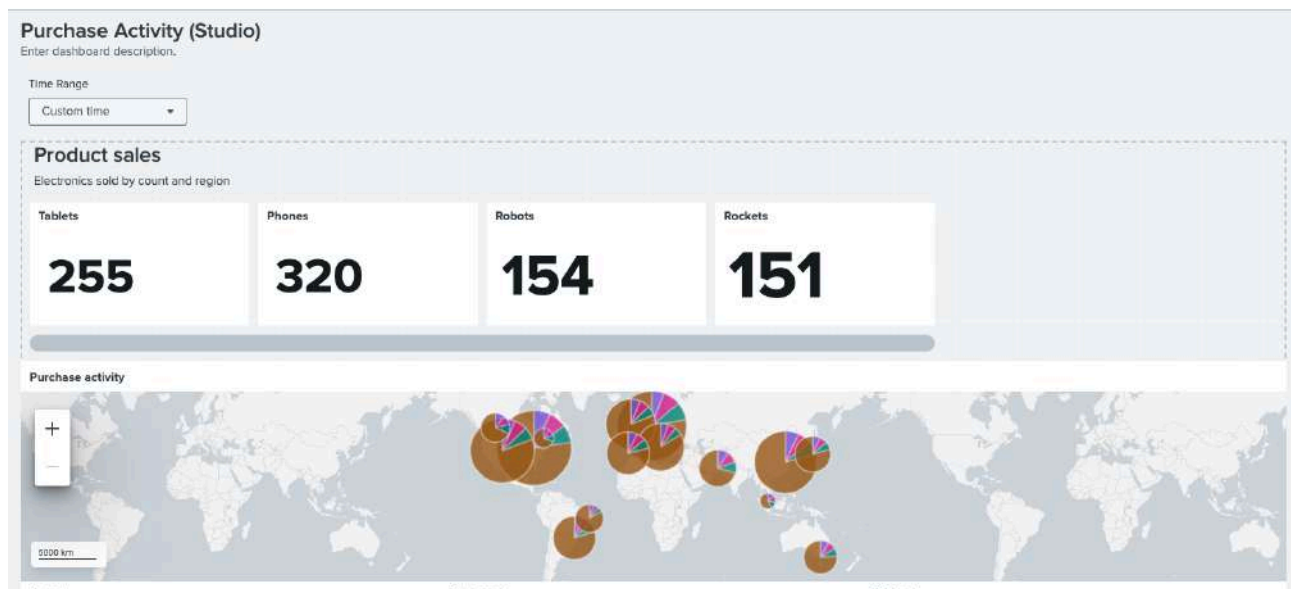 Purchase Activity (Studio)
Enter dashboard description.
Time Range
Custom time
Product sales
Electronics sold by count and region
Tablets
Phones
Robots
Rockets
255
320
154
151
Purchase activity
+
5000 km